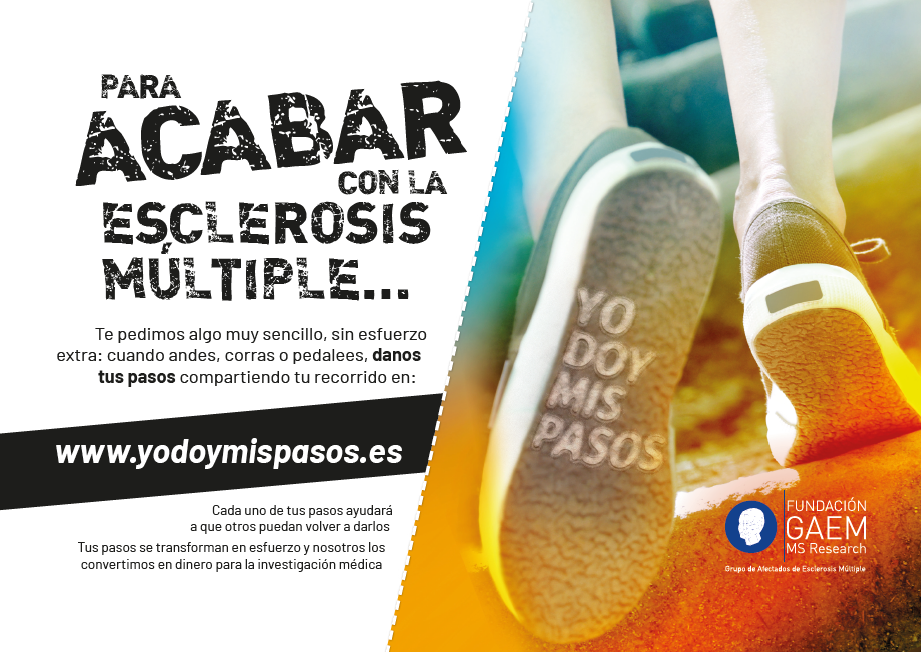 PARA
ACABAR
CON LA
ESCLEROSIS
MÚLTIPLE...
Te pedimos algo muy sencillo, sin esfuerzo
extra: cuando andes, corras o pedalees, danos
tus pasos compartiendo tu recorrido en:
www.yodoymispasos.es
Cada uno de tus pasos ayudará
a que otros puedan volver a darlos
Tus pasos se transforman en esfuerzo y nosotros los
convertimos en dinero para la investigación médica
YO
DOY
MIS
PASOS
FUNDACIÓN
GAEM
MS Research
Grupo de Afectados de Esclerosis Múltiple